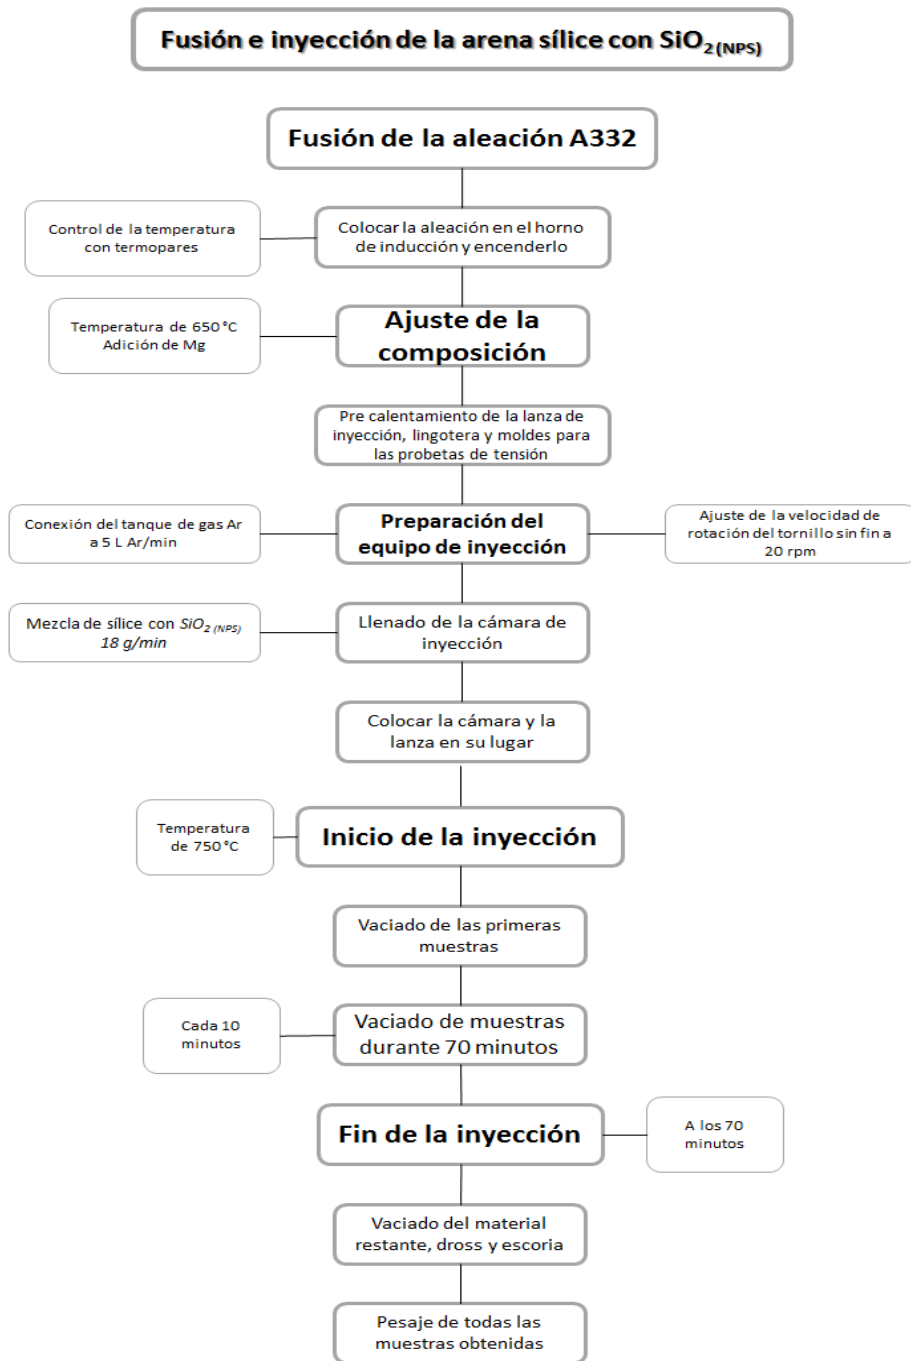 Fusión e inyección de la arena sílice con SiO2 (NPS)
Fusión de la aleación A332
Control de la temperatura
con termopares
Colocar la aleación en el horno
de inducción y encenderlo
Temperatura de 650 °C
Adición de Mg
Ajuste de la
composición
Pre calentamiento de la lanza de
inyección, lingotera y moldes para
las probetas de tensión
Conexión del tanque de gas Ar
a 5 L Ar/min
Preparación del
equipo de inyección
Ajuste de la velocidad de
rotación del tornillo sin fin a
20 rpm
Mezcla de sílice con SiO2 (NPS)
18 g/min
Llenado de la cámara de
inyección
Colocar la cámara y la
lanza en su lugar
Temperatura
de 750 °C
Inicio de la inyección
Vaciado de las primeras
muestras
Cada 10
minutos
Vaciado de muestras
durante 70 minutos
Fin de la inyección
A los 70
minutos
Vaciado del material
restante, dross y escoria
Pesaje de todas las
muestras obtenidas